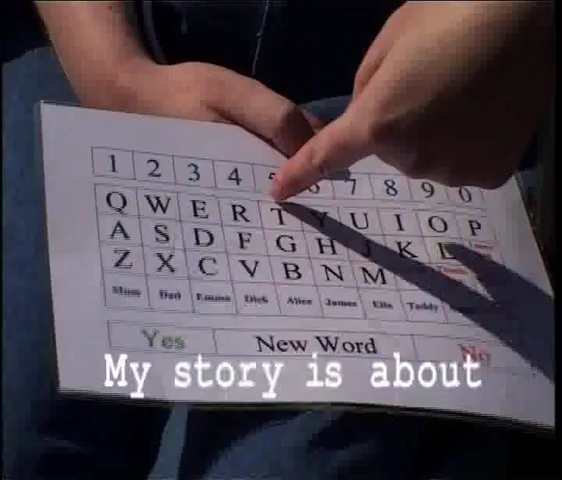 1 2 3 4 5 6 7 8 9 0
Q W E R T Y U I O P
A S D F G H J K L
Z X C V B N M
Mum Dad Emma Dick Alice James Ella Teddy
Yes New Word No
My story is about